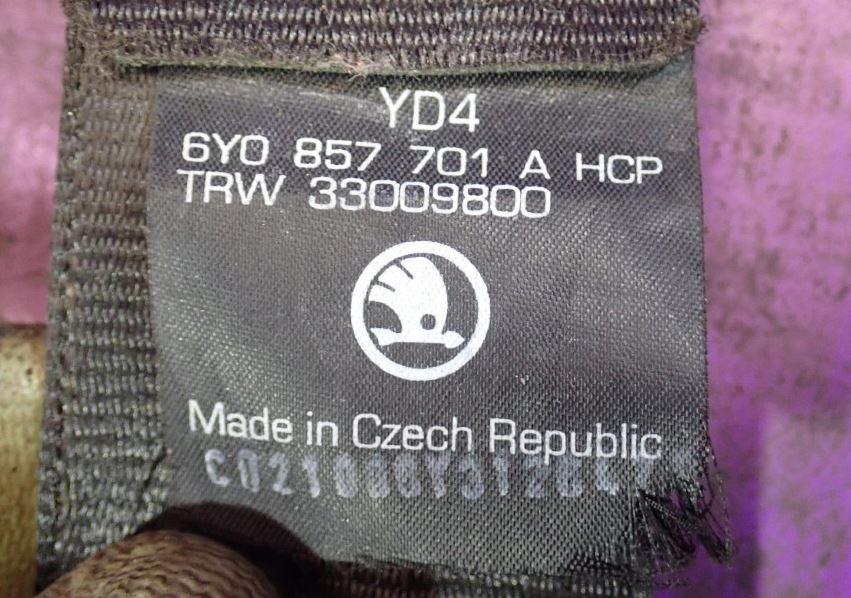 YD4
6Y0 857 701 A HCP
TRW 33009800
Made in Czech Republic